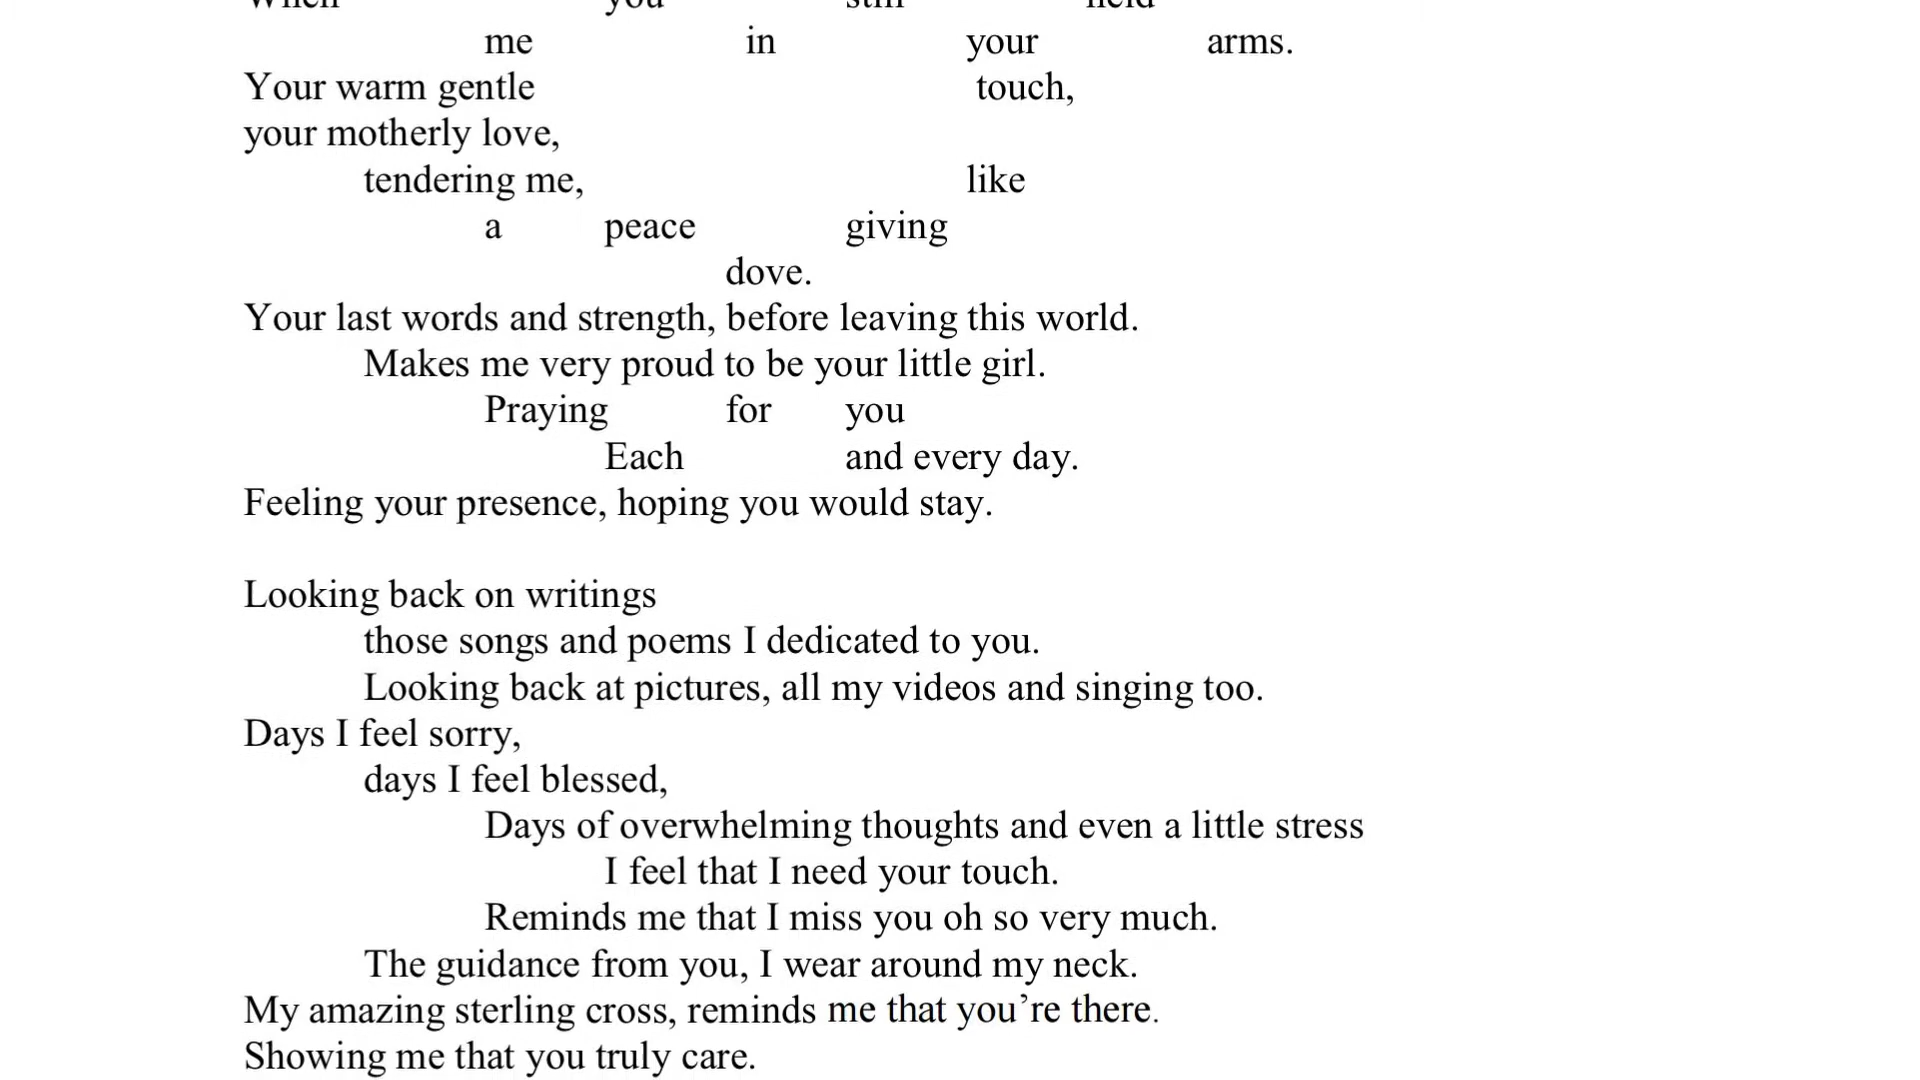 When you still held
me in your arms.
Your warm gentle touch,
your motherly love,
tendering me, like
a peace giving
dove.
Your last words and strength, before leaving this world.
Makes me very proud to be your little girl.
Praying for you
Each and every day.
Feeling your presence, hoping you would stay.
Looking back on writings
those songs and poems I dedicated to you.
Looking back at pictures, all my videos and singing too.
Days I feel sorry,
days I feel blessed,
Days of overwhelming thoughts and even a little stress
I feel that I need your touch.
Reminds me that I miss you oh so very much.
The guidance from you, I wear around my neck.
My amazing sterling cross, reminds me that you’re there.
Showing me that you truly care.